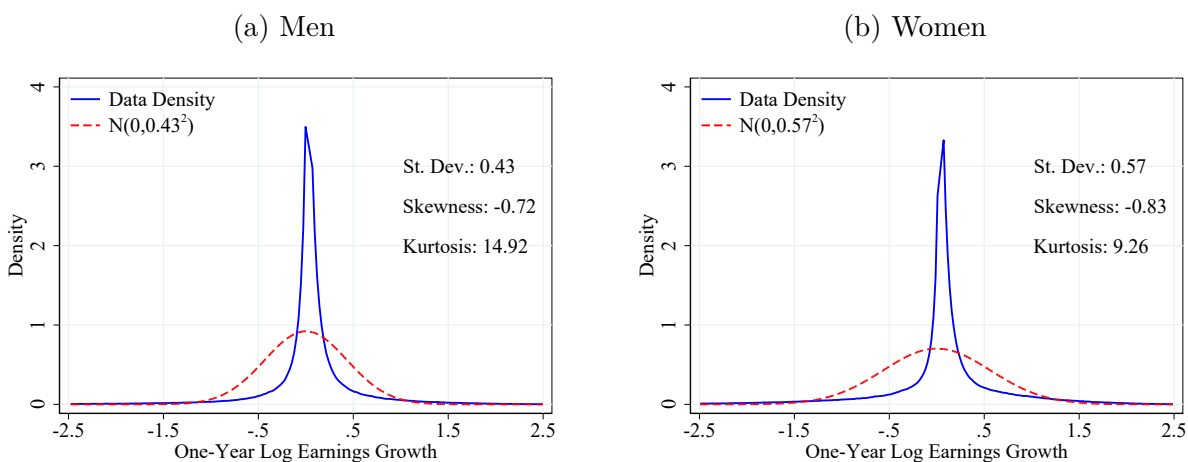 (a) Men
Data Density
N(0,0.43²)
St. Dev.: 0.43
Skewness: -0.72
Kurtosis: 14.92
Density
4
3
2
1
0
-2.5
-1.5
-.5
.5
1.5
2.5
One-Year Log Earnings Growth
(b) Women
Data Density
N(0,0.57²)
St. Dev.: 0.57
Skewness: -0.83
Kurtosis: 9.26
Density
4
3
2
1
0
-2.5
-1.5
-.5
.5
1.5
2.5
One-Year Log Earnings Growth